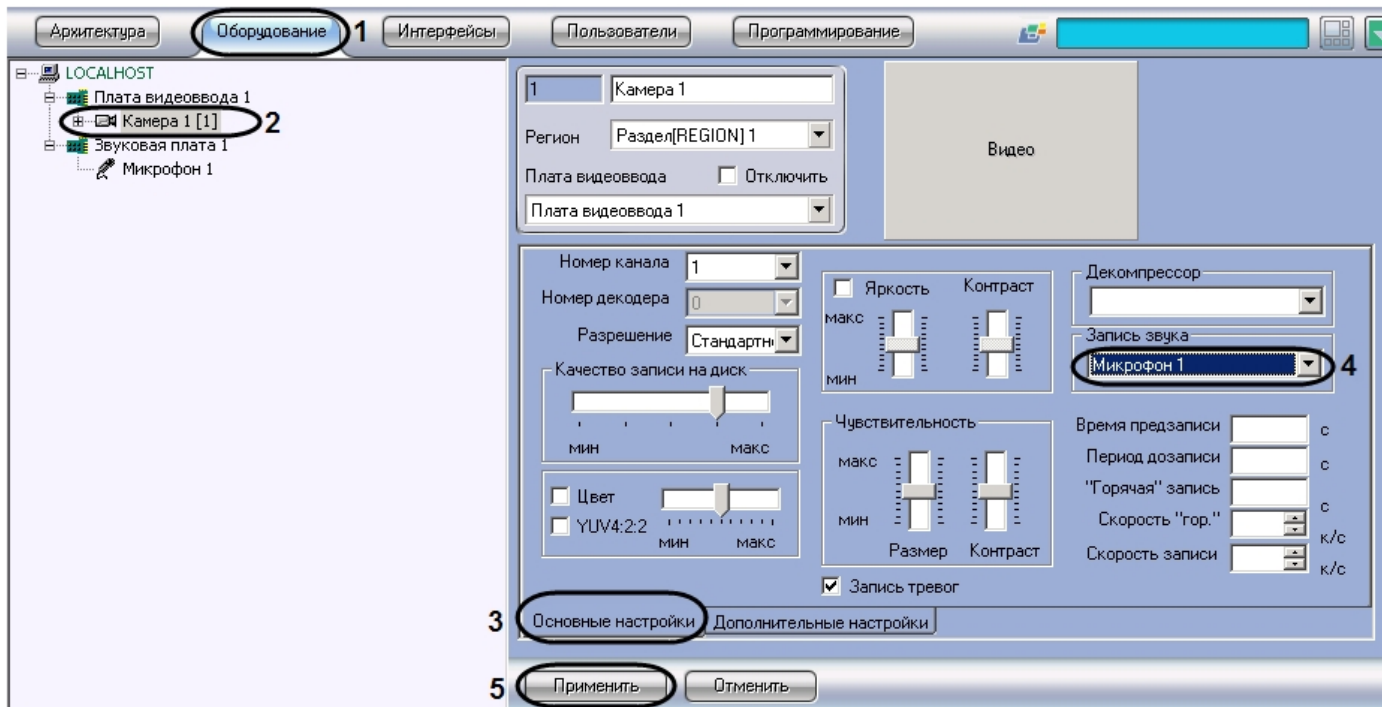 Архитектура Оборудование 1 Интерфейсы Пользователи Программирование
LOCALHOST
Плата видеоввода 1
Камера 1 [1] 2
Звуковая плата 1
Микрофон 1
1 Камера 1
Регион Раздел[REGION] 1
Плата видеоввода Отключить
Плата видеоввода 1
Видео
Номер канала 1
Номер декодера 0
Разрешение Стандартн
Качество записи на диск
мин макс
Цвет
YUV4:2:2
мин макс
Яркость Контраст
макс
мин
Чувствительность
макс
мин
Размер Контраст
Запись тревог
Декомпрессор
Запись звука
Микрофон 1 4
Время предзаписи с
Период дозаписи с
"Горячая" запись с
Скорость "гор." к/с
Скорость записи к/с
3 Основные настройки Дополнительные настройки
5 Применить Отменить